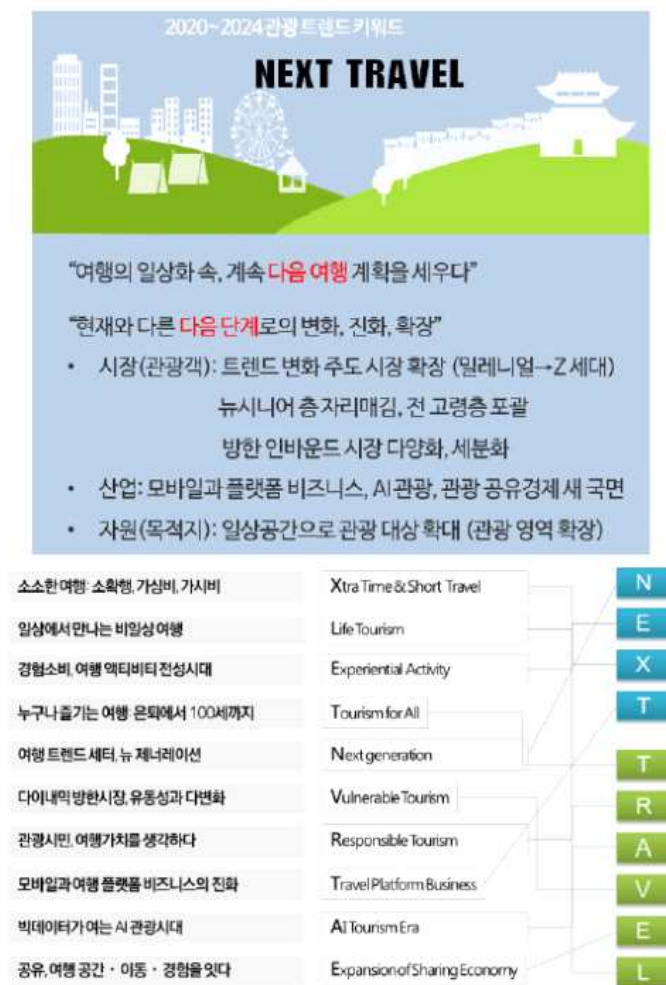 2020~2024 관광 트렌드 키워드
NEXT TRAVEL
“여행의 일상화 속, 계속 다음 여행 계획을 세우다”
“현재와 다른 다음 단계로의 변화, 진화, 확장”
• 시장(관광객): 트렌드 변화 주도 시장 확장 (밀레니얼→Z 세대)
뉴시니어 층 자리매김, 전 고령층 포괄
방한 인바운드 시장 다양화, 세분화
• 산업: 모바일과 플랫폼 비즈니스, AI 관광, 관광 공유경제 새 국면
• 자원(목적지): 일상공간으로 관광 대상 확대 (관광 영역 확장)
소소한 여행: 소확행, 가심비, 가시비 Xtra Time & Short Travel N
일상에서 만나는 비일상 여행 Life Tourism E
경험소비, 여행 액티비티 전성시대 Experiential Activity X
누구나 즐기는 여행: 은퇴에서 100세까지 Tourism for All T
여행 트렌드 세터, 뉴 제너레이션 Next generation T
다이내믹 방한시장, 유동성과 다변화 Vulnerable Tourism R
관광시민, 여행가치를 생각하다 Responsible Tourism A
모바일과 여행 플랫폼 비즈니스의 진화 Travel Platform Business V
빅데이터가 여는 AI 관광시대 AI Tourism Era E
공유, 여행 공간 · 이동 · 경험을 잇다 Expansion of Sharing Economy L